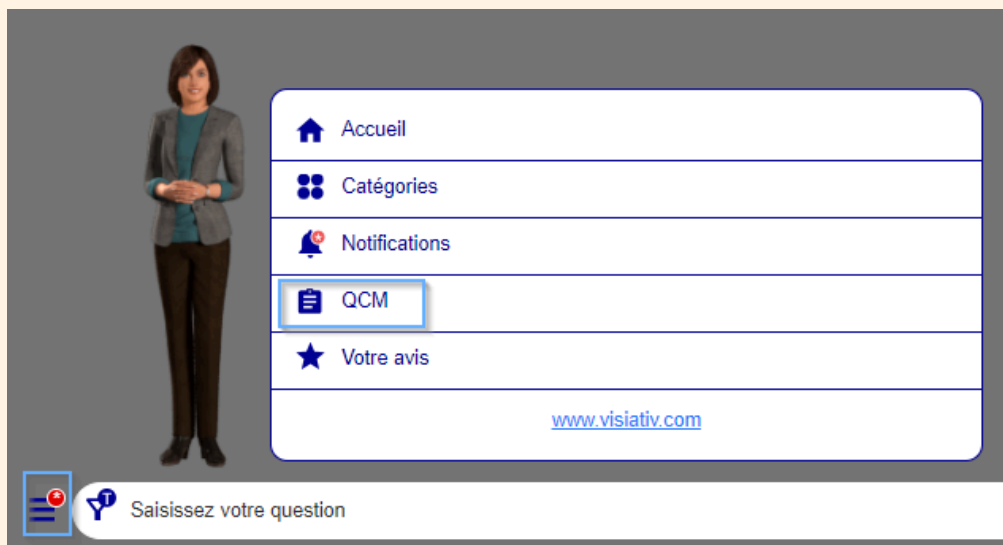 Accueil
Catégories
Notifications
QCM
Votre avis
www.visiativ.com
T
Saisissez votre question